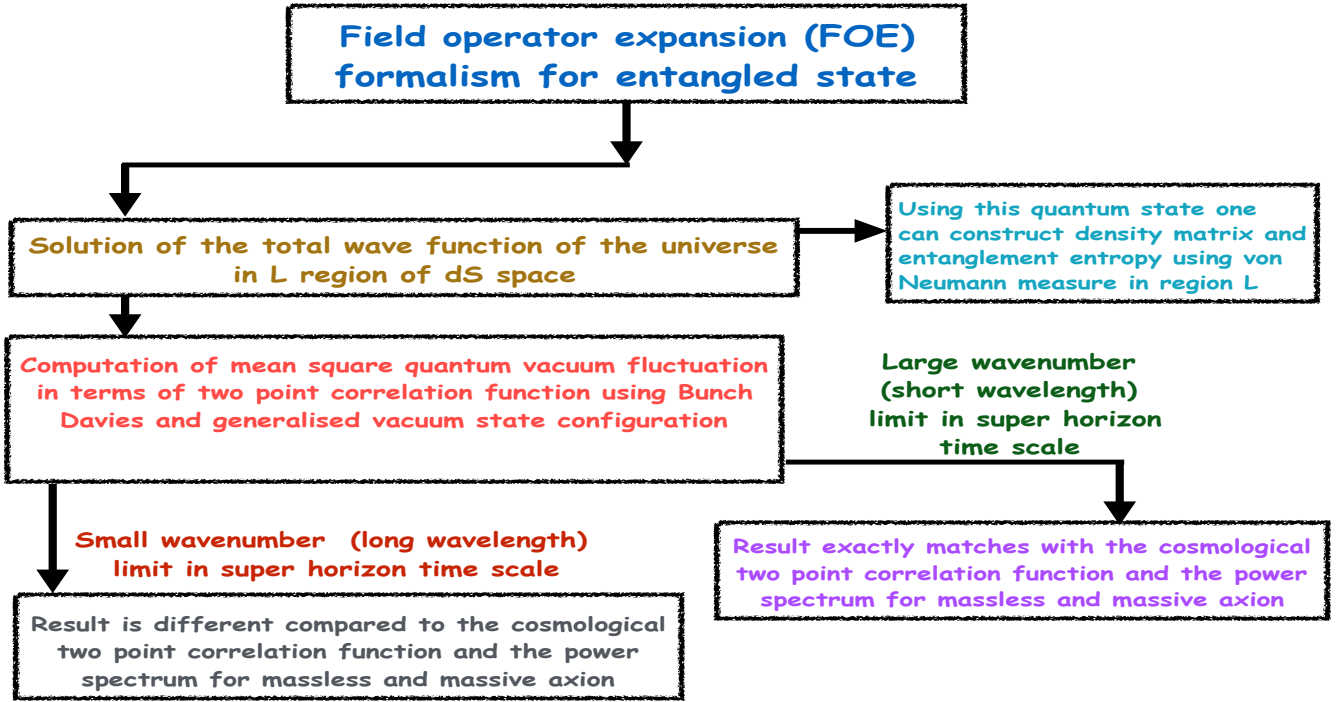 Field operator expansion (FOE)
formalism for entangled state
Solution of the total wave function of the universe
in L region of dS space
Using this quantum state one
can construct density matrix and
entanglement entropy using von
Neumann measure in region L
Computation of mean square quantum vacuum fluctuation
in terms of two point correlation function using Bunch
Davies and generalised vacuum state configuration
Large wavenumber
(short wavelength)
limit in super horizon
time scale
Small wavenumber (long wavelength)
limit in super horizon time scale
Result exactly matches with the cosmological
two point correlation function and the power
spectrum for massless and massive axion
Result is different compared to the cosmological
two point correlation function and the power
spectrum for massless and massive axion